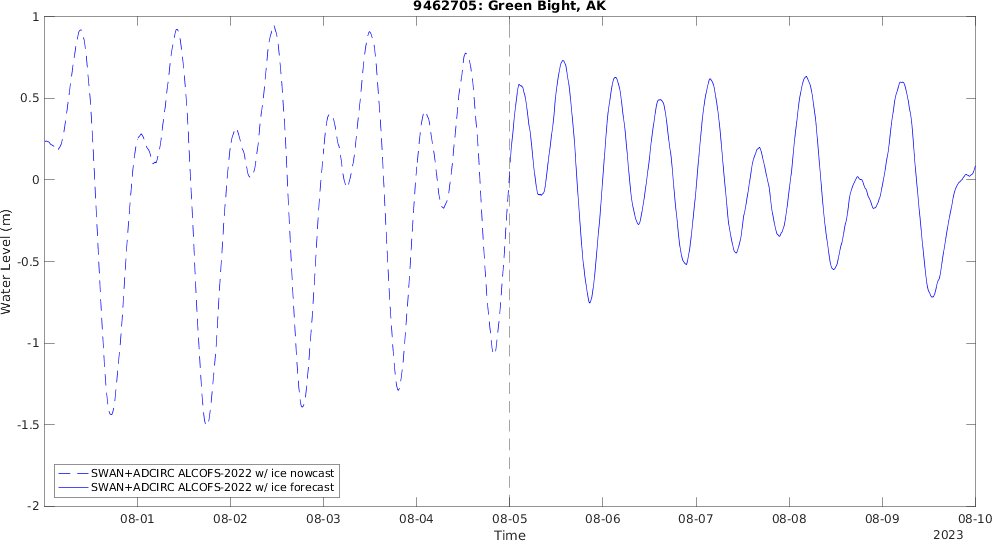 9462705: Green Bight, AK
1
0.5
0
-0.5
-1
-1.5
-2
Water Level (m)
SWAN+ADCIRC ALCOFS-2022 w/ ice nowcast
SWAN+ADCIRC ALCOFS-2022 w/ ice forecast
08-01 08-02 08-03 08-04 08-05 08-06 08-07 08-08 08-09 08-10
Time
2023